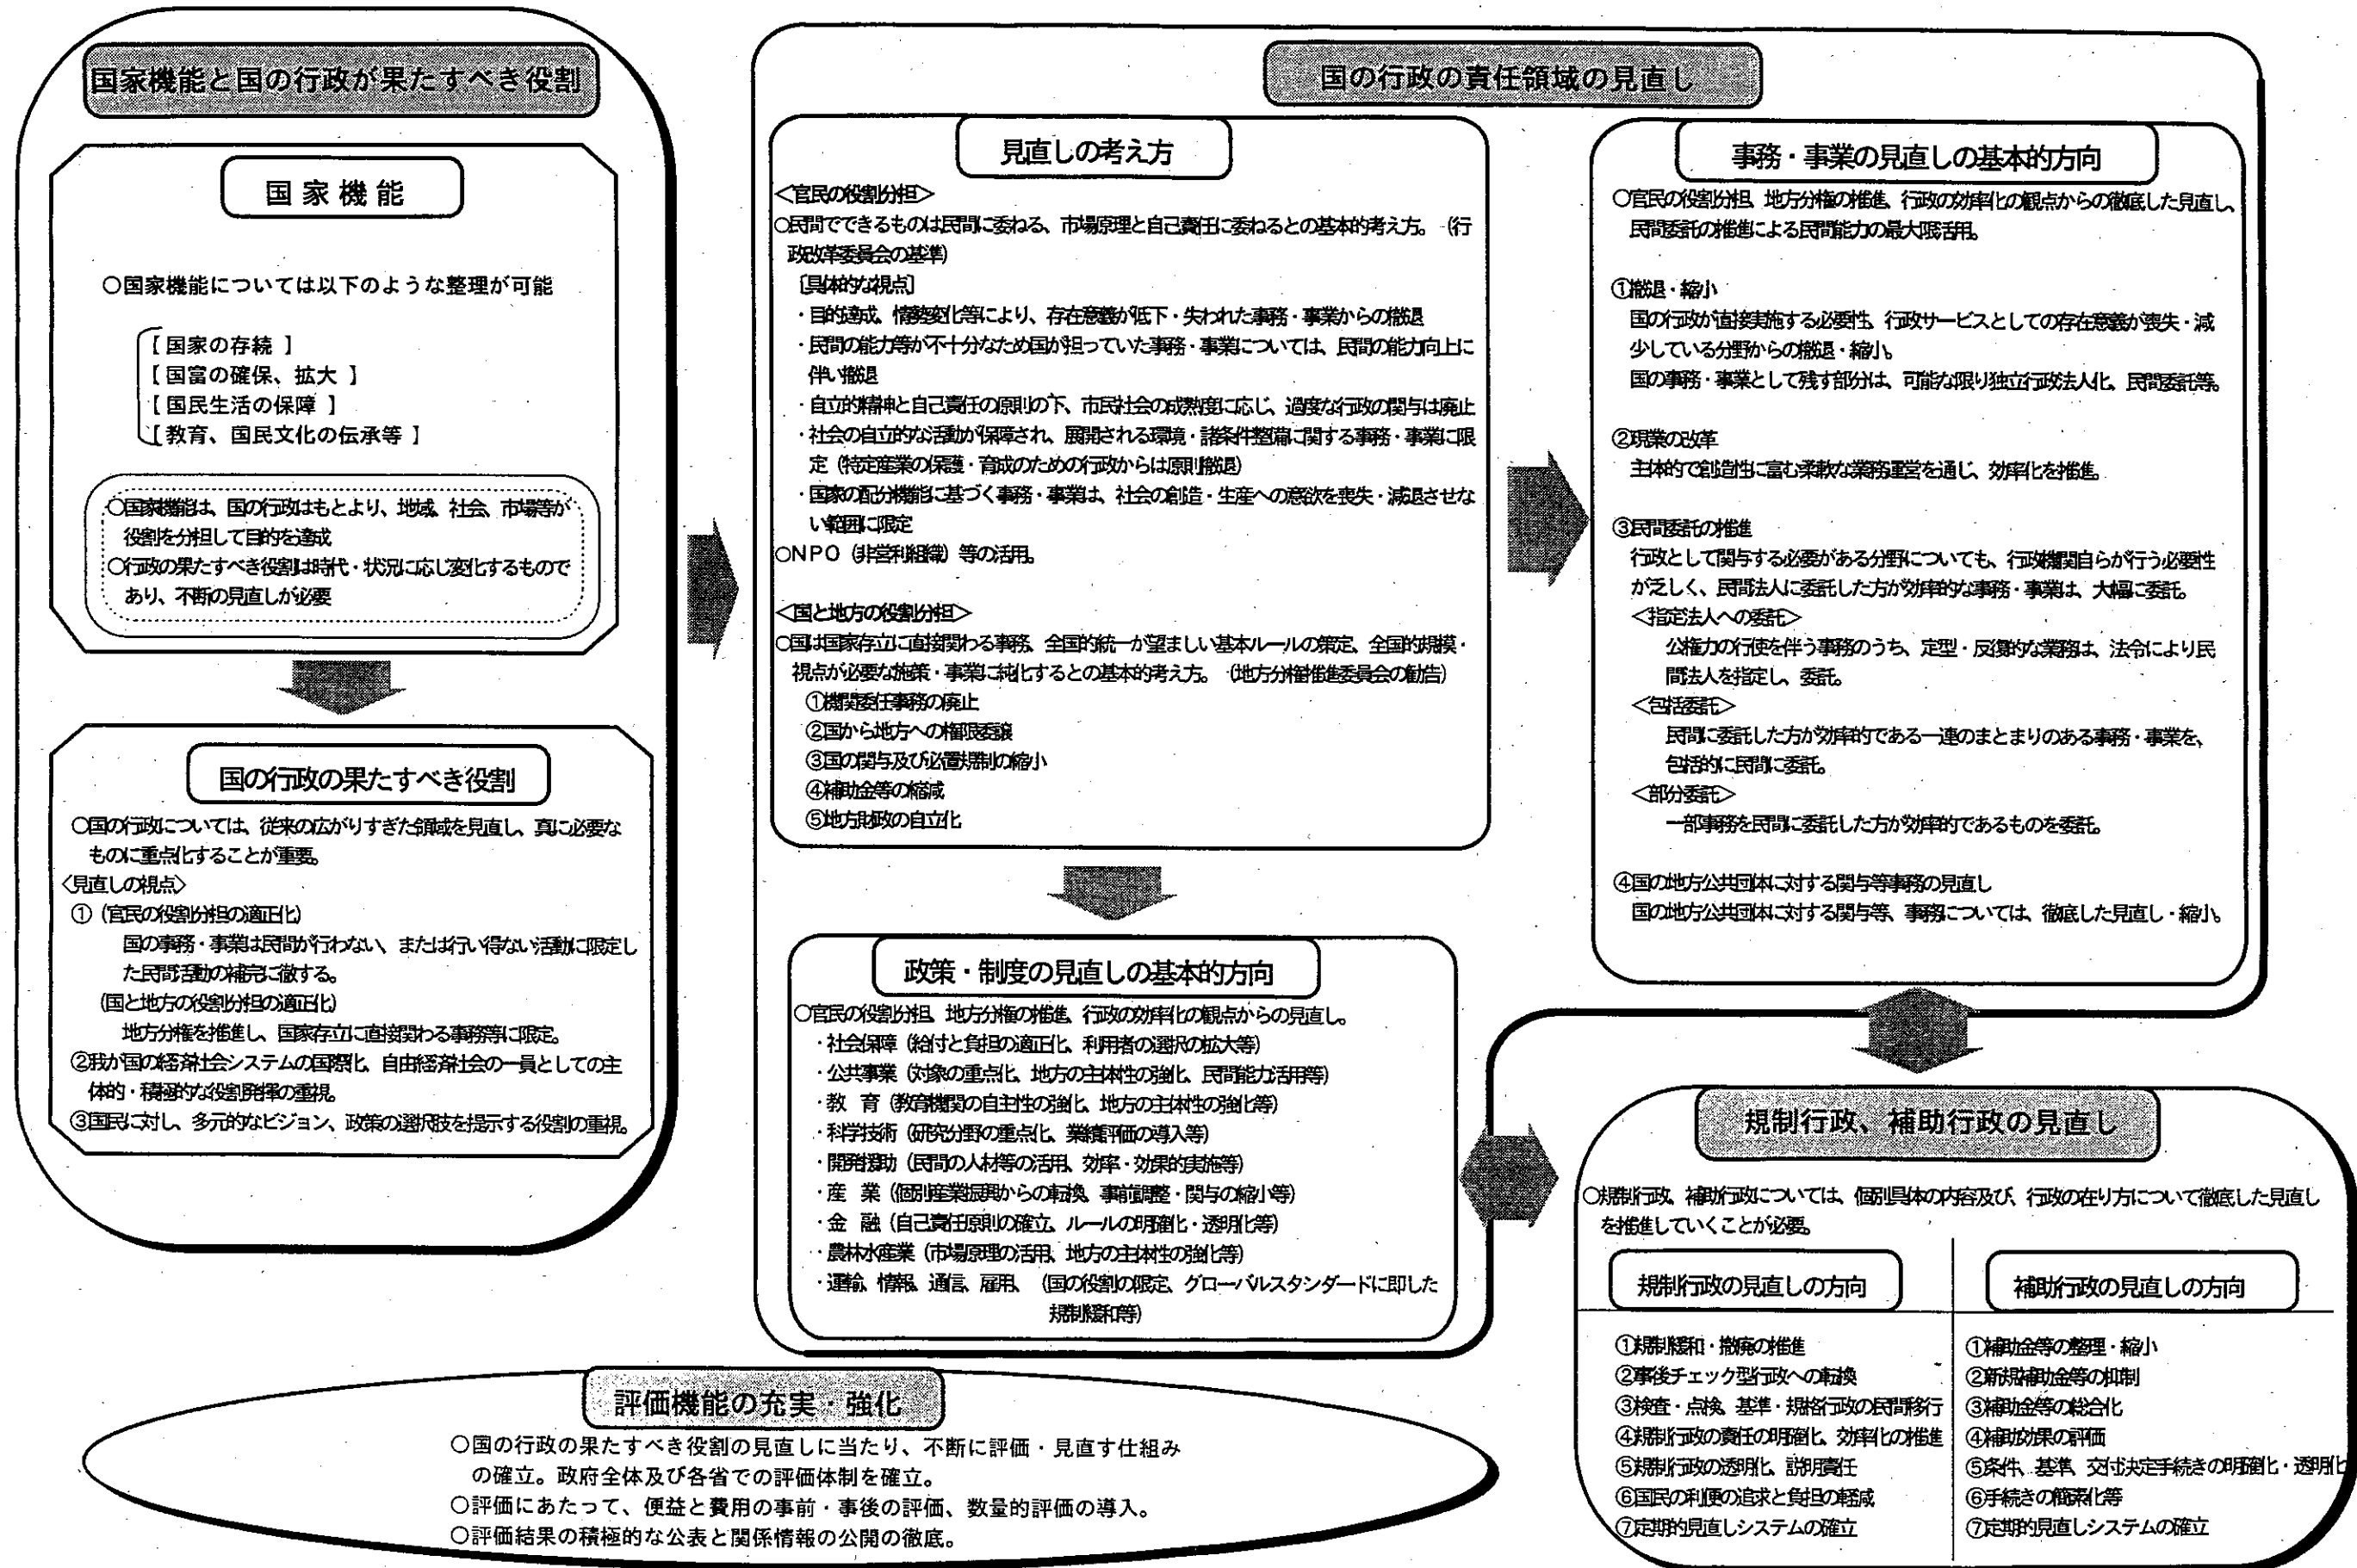 国家機能と国の行政が果たすべき役割
国家機能
○国家機能については以下のような整理が可能
【国家の存続】
【国富の確保、拡大】
【国民生活の保障】
【教育、国民文化の伝承等】
○国家機能は、国の行政はもとより、地域、社会、市場等が
役割を分担して目的を達成
○行政の果たすべき役割は時代・状況に応じ変化するもので
あり、不断の見直しが必要
国の行政の果たすべき役割
○国の行政については、従来の広がりすぎた領域を見直し、真に必要な
ものに重点化することが重要。
〈見直しの視点〉
①（官民の役割分担の適正化）
国の事務・事業は民間が行わない、または行い得ない活動に限定し
た民間活動の補完に徹する。
（国と地方の役割分担の適正化）
地方分権を推進し、国家存立に直接関わる事務等に限定。
②我が国の経済社会システムの国際化、自由経済社会の一員としての主
体的・積極的な役割発揮の重視。
③国民に対し、多元的なビジョン、政策の選択肢を提示する役割の重視。
国の行政の責任領域の見直し
見直しの考え方
＜官民の役割分担＞
○民間でできるものは民間に委ねる、市場原理と自己責任に委ねるとの基本的考え方。（行
政改革委員会の基準）
［具体的な視点］
・目的達成、情勢変化等により、存在意義が低下・失われた事務・事業からの撤退
・民間の能力等が不十分なため国が担っていた事務・事業については、民間の能力向上に
伴い撤退
・自立的精神と自己責任の原則の下、市民社会の成熟度に応じ、過度な行政の関与は廃止
・社会の自立的な活動が保障され、展開される環境・諸条件整備に関する事務・事業に限
定（特定産業の保護・育成のための行政からは原則撤退）
・国家の配分機能に基づく事務・事業は、社会の創造・生産への意欲を喪失・減退させな
い範囲に限定
○NPO（非営利組織）等の活用。
＜国と地方の役割分担＞
○国は国家存立に直接関わる事務、全国的統一が望ましい基本ルールの策定、全国的規模・
視点が必要な施策・事業に純化するとの基本的考え方。（地方分権推進委員会の勧告）
①機関委任事務の廃止
②国から地方への権限委譲
③国の関与及び必置規制の縮小
④補助金等の縮減
⑤地方財政の自立化
政策・制度の見直しの基本的方向
○官民の役割分担、地方分権の推進、行政の効率化の観点からの見直し。
・社会保障（給付と負担の適正化、利用者の選択の拡大等）
・公共事業（対象の重点化、地方の主体性の強化、民間能力活用等）
・教　育（教育機関の自主性の強化、地方の主体性の強化等）
・科学技術（研究分野の重点化、業績評価の導入等）
・開発援助（民間の人材等の活用、効率・効果的実施等）
・産　業（個別産業振興からの転換、事前調整・関与の縮小等）
・金　融（自己責任原則の確立、ルールの明確化・透明化等）
・農林水産業（市場原理の活用、地方の主体性の強化等）
・運輸、情報、通信、雇用、（国の役割の限定、グローバルスタンダードに即した
規制緩和等）
事務・事業の見直しの基本的方向
○官民の役割分担、地方分権の推進、行政の効率化の観点からの徹底した見直し、
民間委託の推進による民間能力の最大限活用。
①撤退・縮小
国の行政が直接実施する必要性、行政サービスとしての存在意義が喪失・減
少している分野からの撤退・縮小。
国の事務・事業として残す部分は、可能な限り独立行政法人化、民間委託等。
②現業の改革
主体的で創造性に富む柔軟な業務運営を通じ、効率化を推進。
③民間委託の推進
行政として関与する必要がある分野についても、行政機関自らが行う必要性
が乏しく、民間法人に委託した方が効率的な事務・事業は、大幅に委託。
＜指定法人への委託＞
公権力の行使を伴う事務のうち、定型・反復的な業務は、法令により民
間法人を指定し、委託。
＜包括委託＞
民間に委託した方が効率的である一連のまとまりのある事務・事業を、
包括的に民間に委託。
＜部分委託＞
一部事務を民間に委託した方が効率的であるものを委託。
④国の地方公共団体に対する関与等事務の見直し
国の地方公共団体に対する関与等、事務については、徹底した見直し・縮小。
規制行政、補助行政の見直し
○規制行政、補助行政については、個別具体の内容及び、行政の在り方について徹底した見直し
を推進していくことが必要。
規制行政の見直しの方向
①規制緩和・撤廃の推進
②事後チェック型行政への転換
③検査・点検、基準・規格行政の民間移行
④規制行政の責任の明確化、効率化の推進
⑤規制行政の透明化、説明責任
⑥国民の利便の追求と負担の軽減
⑦定期的見直しシステムの確立
補助行政の見直しの方向
①補助金等の整理・縮小
②新規補助金等の抑制
③補助金等の総合化
④補助効果の評価
⑤条件、基準、交付決定手続きの明確化・透明化
⑥手続きの簡素化等
⑦定期的見直しシステムの確立
評価機能の充実・強化
○国の行政の果たすべき役割の見直しに当たり、不断に評価・見直す仕組み
の確立。政府全体及び各省での評価体制を確立。
○評価にあたって、便益と費用の事前・事後の評価、数量的評価の導入。
○評価結果の積極的な公表と関係情報の公開の徹底。